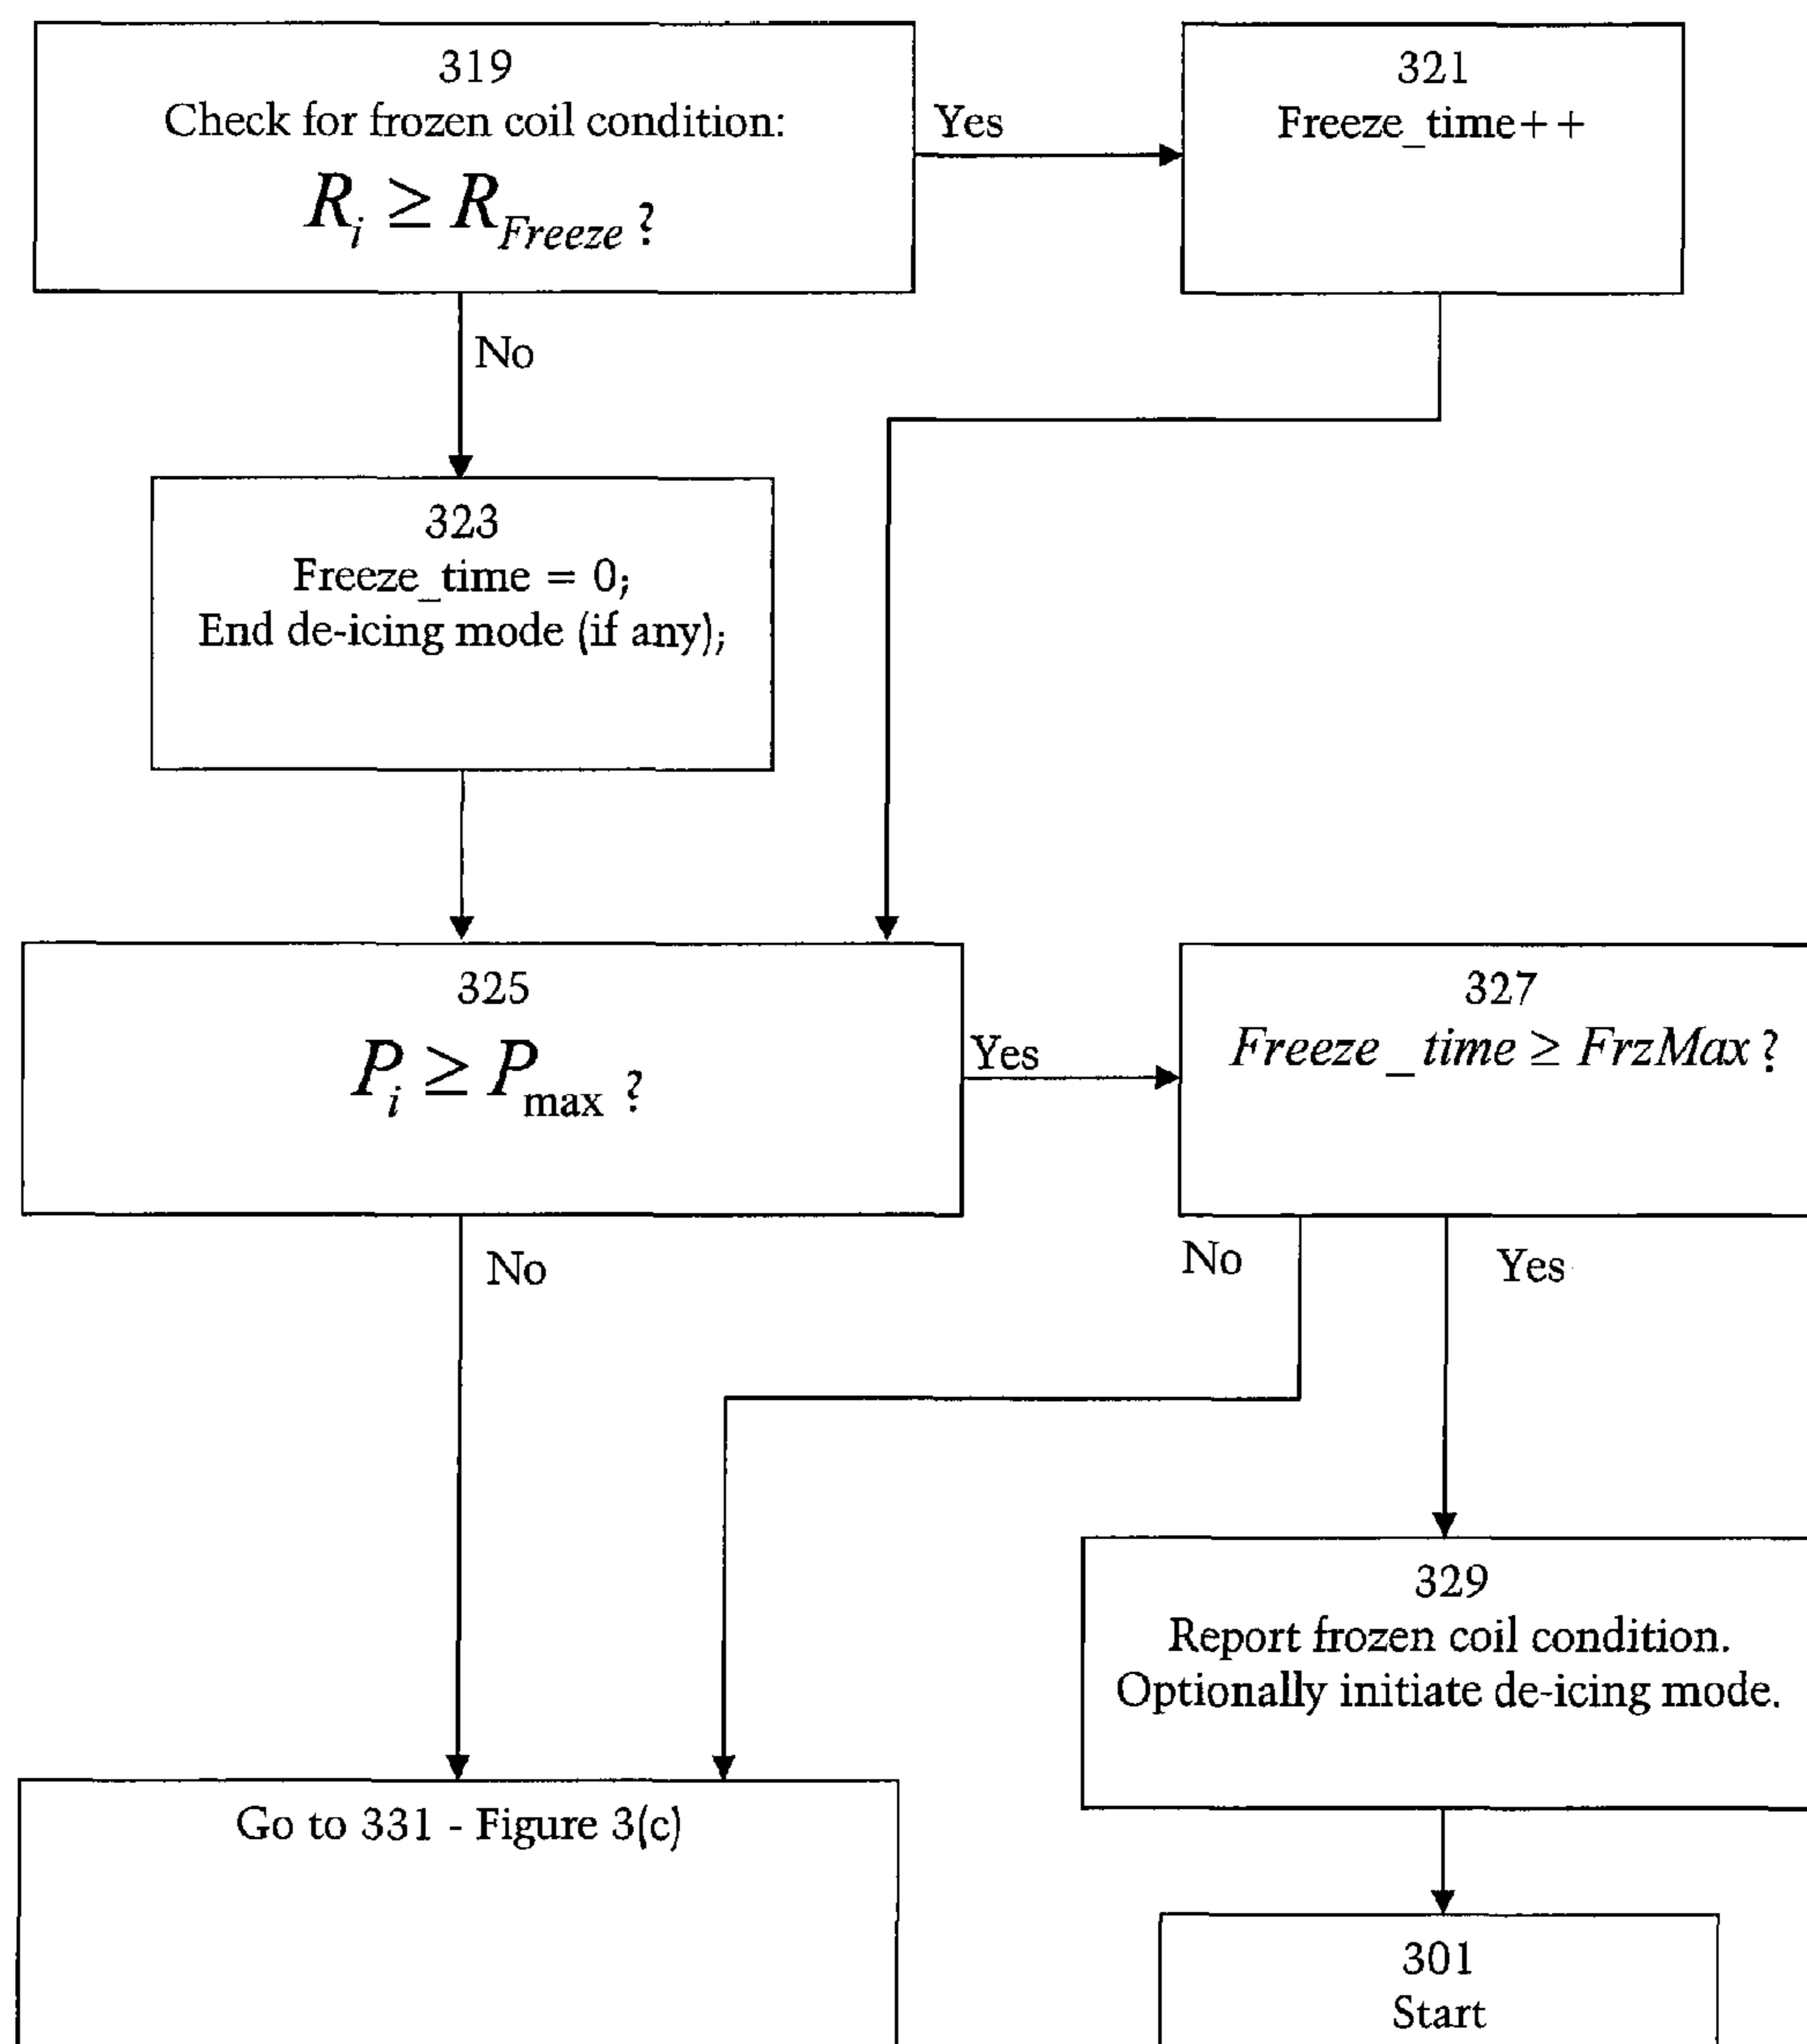 319
Check for frozen coil condition:
R_i ≥ R_Freeze ?
Yes
321
Freeze_time++
No
323
Freeze_time = 0;
End de-icing mode (if any);
325
P_i ≥ P_max ?
Yes
327
Freeze_time ≥ FrzMax ?
No
No
Yes
329
Report frozen coil condition.
Optionally initiate de-icing mode.
Go to 331 - Figure 3(c)
301
Start